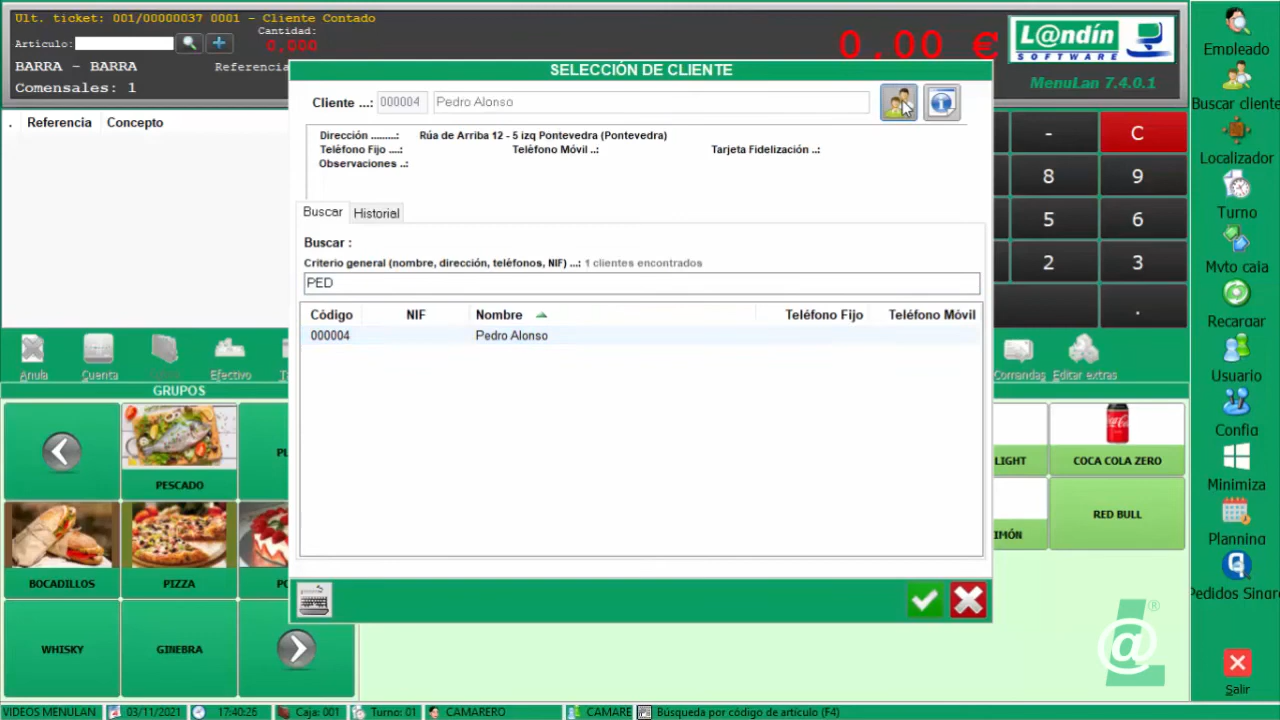 Ult. ticket: 001/00000037 0001 - Cliente Contado
Artículo:
Cantidad:
0,000
0,00 €
BARRA - BARRA
Referencia
Comensales: 1
L@ndín
SOFTWARE
MenuLan 7.4.0.1
. Referencia Concepto
SELECCIÓN DE CLIENTE
Cliente ...: 000004 Pedro Alonso
Dirección ........: Rúa de Arriba 12 - 5 izq Pontevedra (Pontevedra)
Teléfono Fijo ....: Teléfono Móvil ..: Tarjeta Fidelización ..:
Observaciones ..:
Buscar Historial
Buscar :
Criterio general (nombre, dirección, teléfonos, NIF) ...: 1 clientes encontrados
PED
Código NIF Nombre Teléfono Fijo Teléfono Móvil
000004 Pedro Alonso
- C
8 9
5 6
2 3
.
Empleado
Buscar cliente
Localizador
Turno
Mvto caja
Recargar
Usuario
Config
Minimiza
Planning
Salir
Anula Cuenta Efectivo
Comandas Editar extras
GRUPOS
PESCADO
BOCADILLOS PIZZA
WHISKY GINEBRA
LIGHT COCA COLA ZERO
RED BULL
@ L ®
VIDEOS MENULAN 03/11/2021 17:40:26 Caja: 001 Turno: 01 CAMARERO CAMARE Búsqueda por código de artículo (F4)